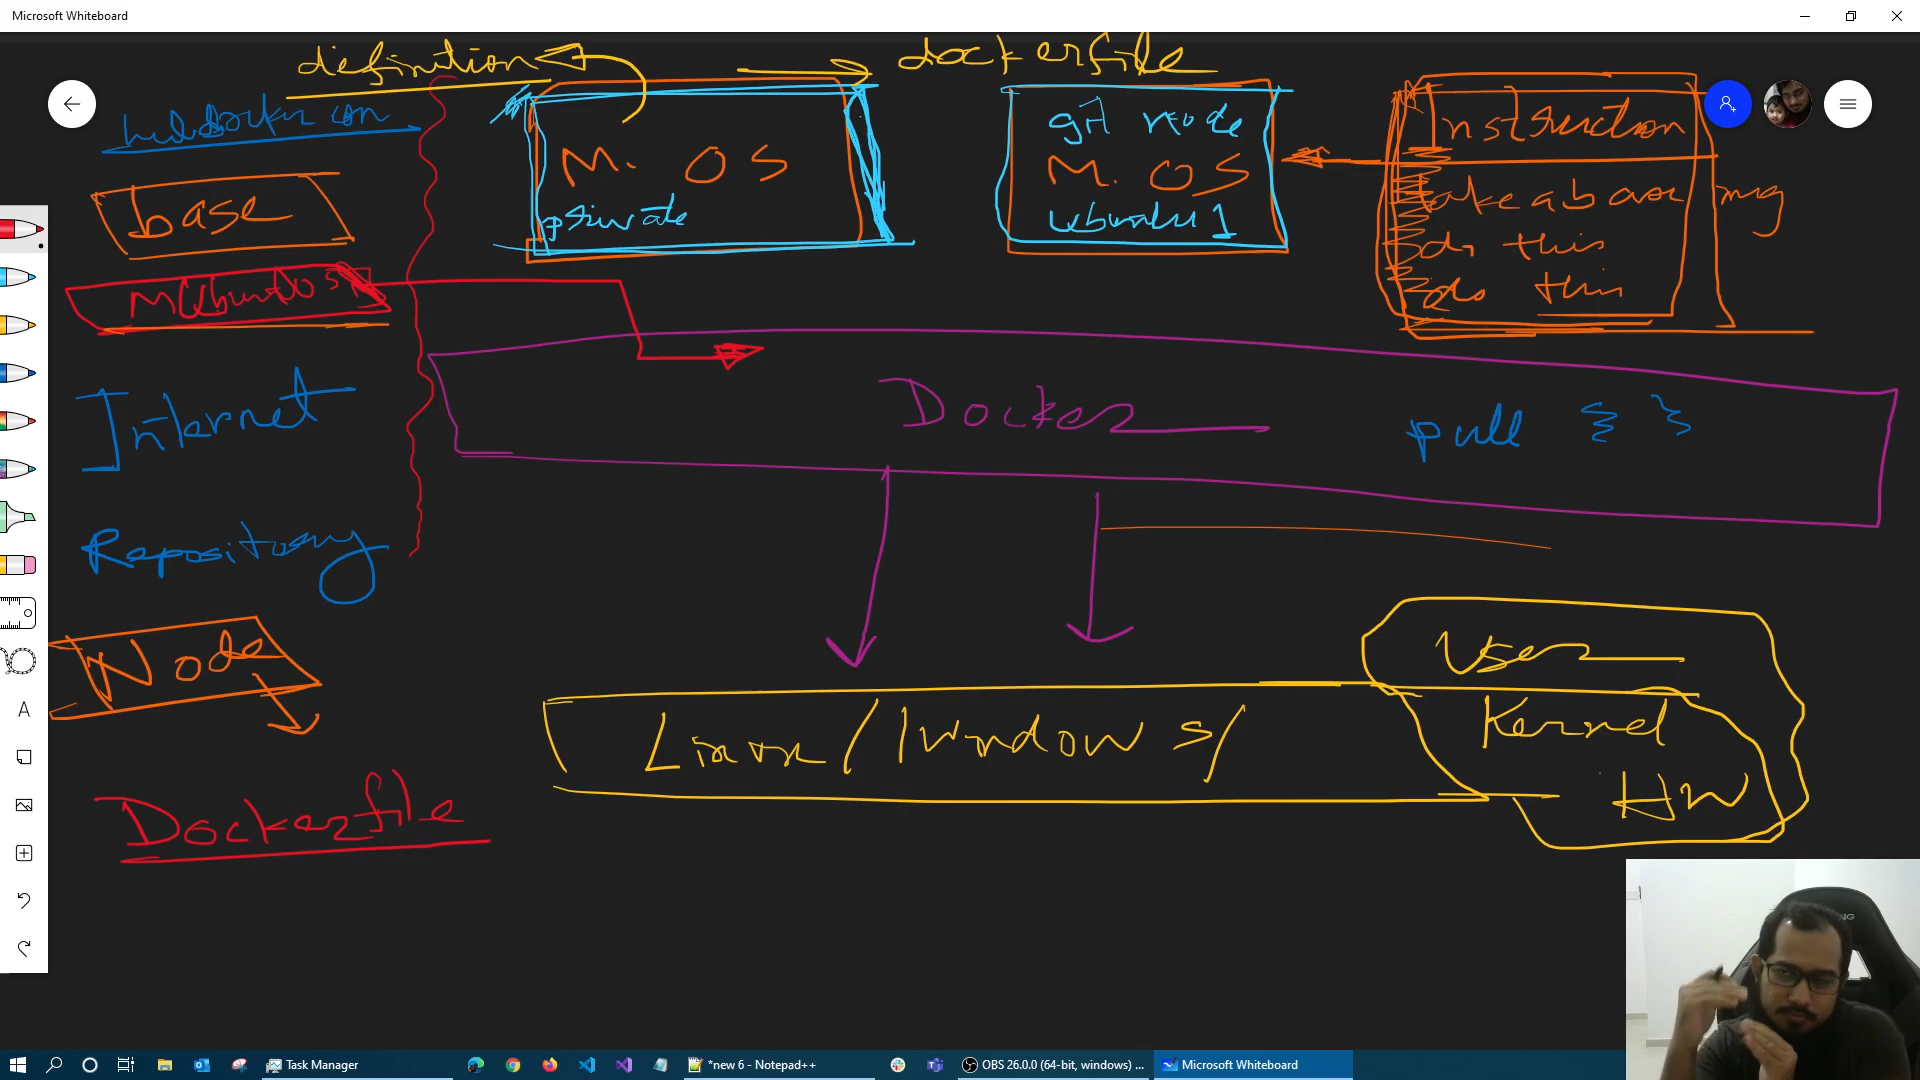 Microsoft Whiteboard
definition
dockerfile
base
M. OS
private
git node
M. OS
ubuntu 1
Instruction
take a base img
do this
do this
Internet
Docker
pull { }
Repository
Node
User
Kernel
HW
Linux / Windows /
Dockerfile
A
Task Manager
*new 6 - Notepad++
OBS 26.0.0 (64-bit, windows) ...
Microsoft Whiteboard